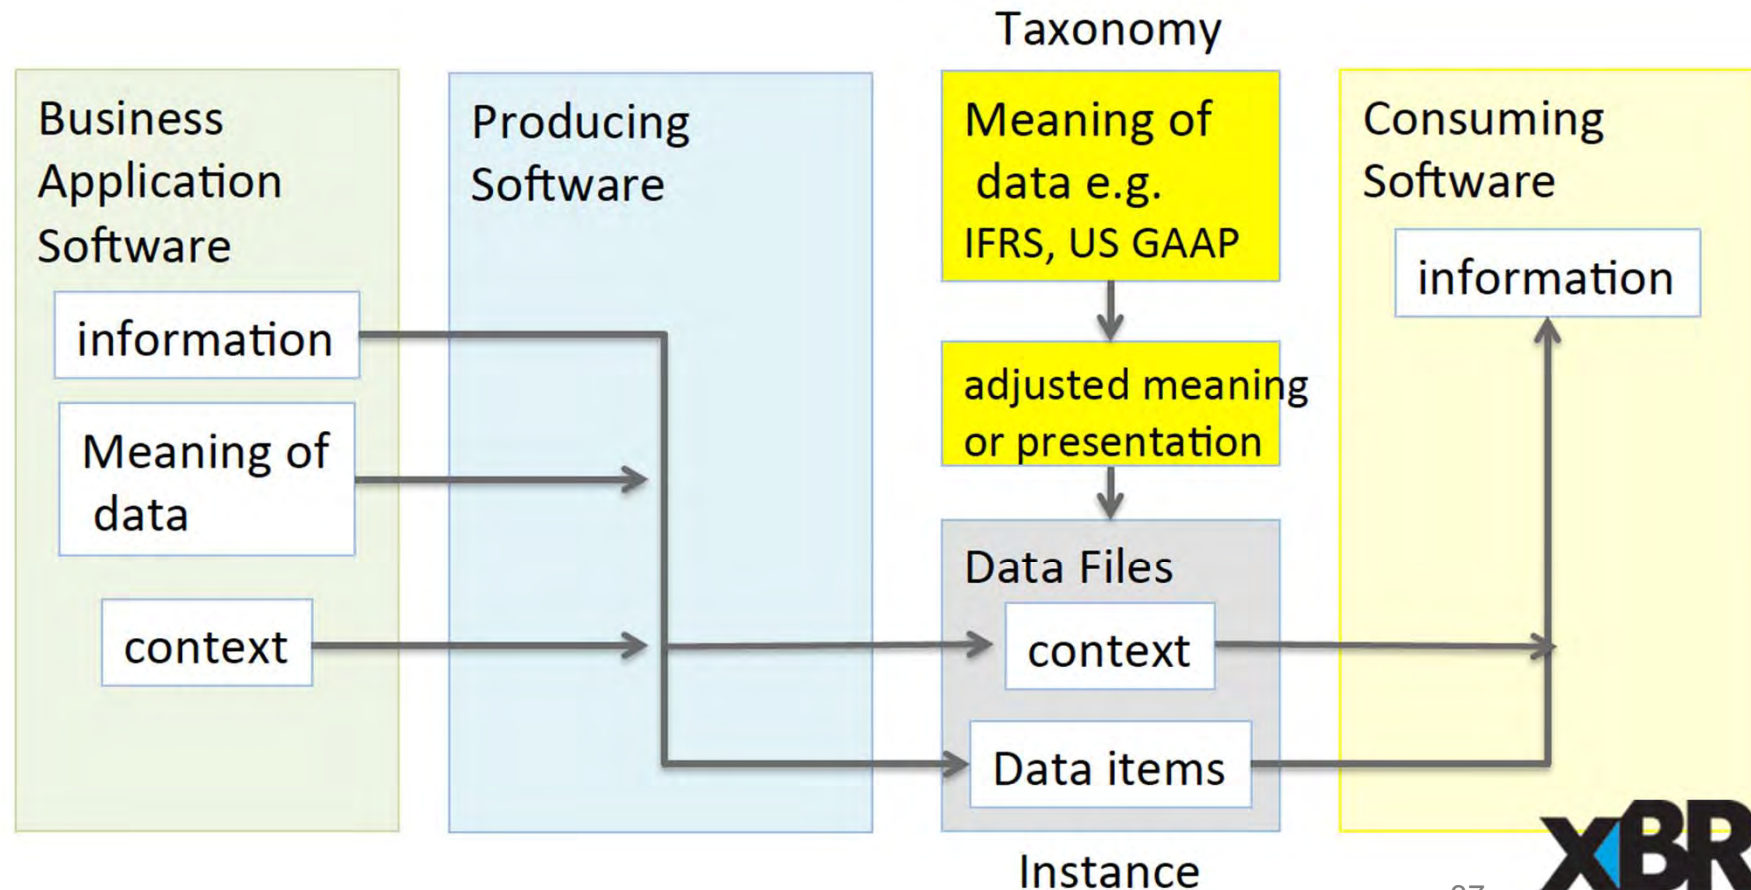 Taxonomy
Business
Application
Software
information
Meaning of
data
context
Producing
Software
Meaning of
data e.g.
IFRS, US GAAP
adjusted meaning
or presentation
Data Files
context
Data items
Instance
Consuming
Software
information
XBR